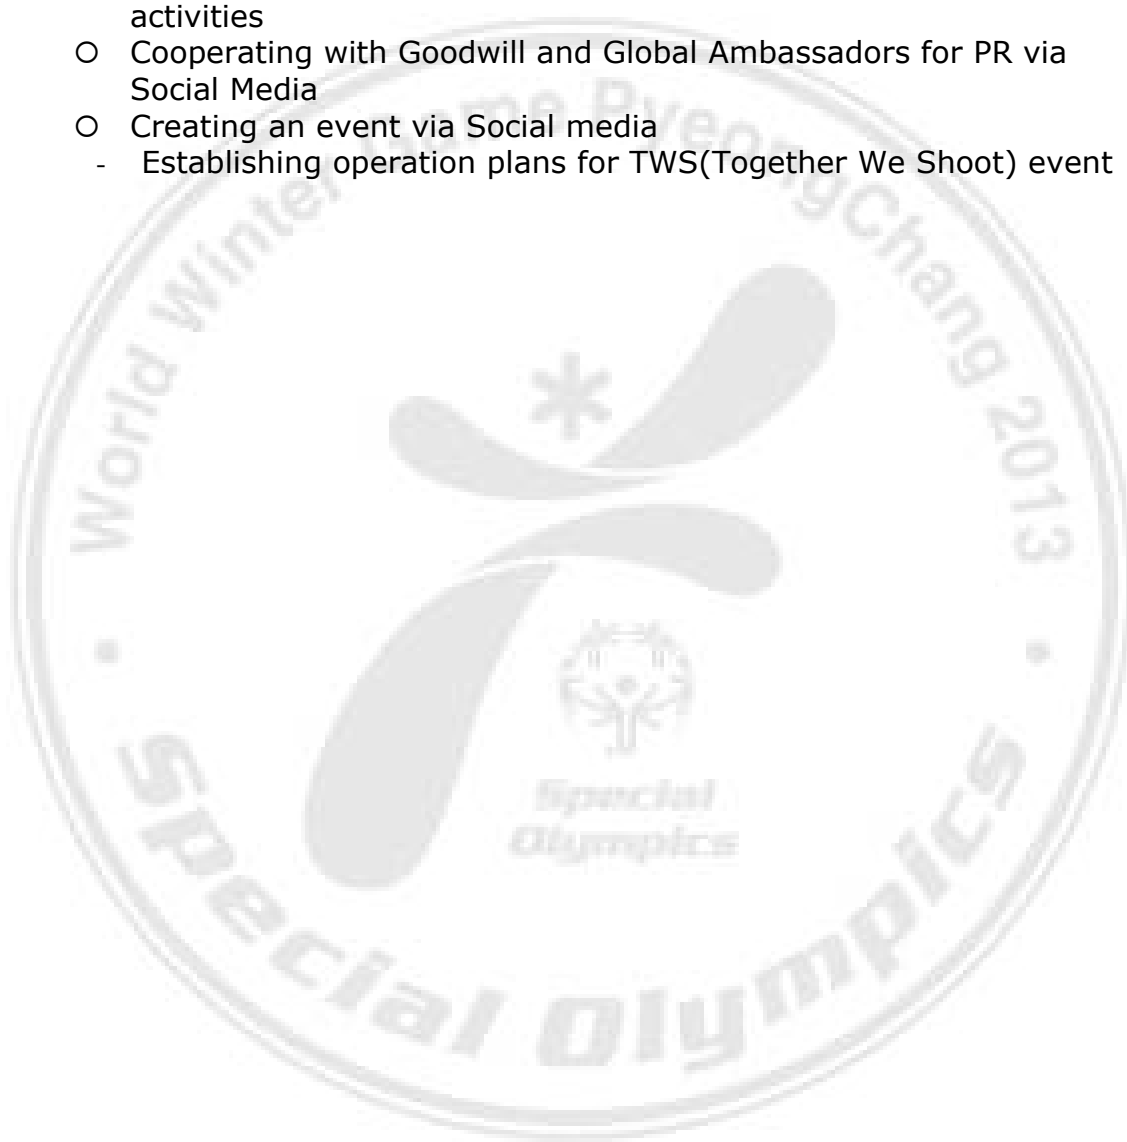 activities
O Cooperating with Goodwill and Global Ambassadors for PR via
Social Media
O Creating an event via Social media
- Establishing operation plans for TWS(Together We Shoot) event
World Winter Game PyeongChang 2013
Special
Olympics
Special Olympics